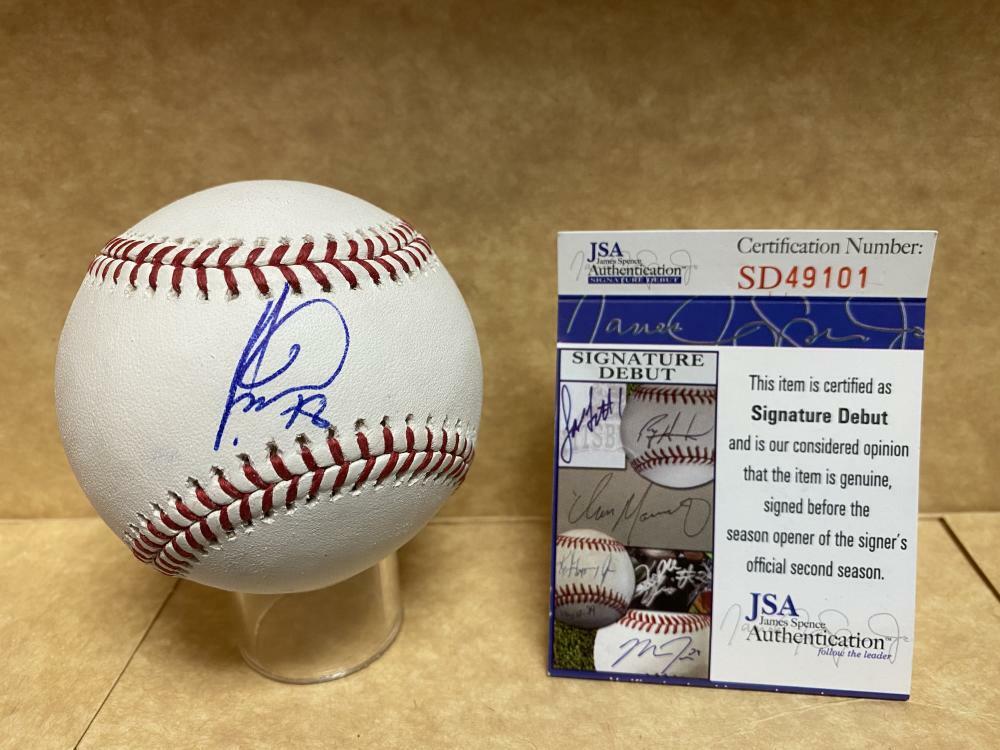 78
JSA
James Spence
Authentication
SIGNATURE DEBUT
Certification Number:
SD49101
SIGNATURE
DEBUT
This item is certified as
Signature Debut
and is our considered opinion
that the item is genuine,
signed before the
season opener of the signer's
official second season.
JSA
James Spence
Authentication™
follow the leader